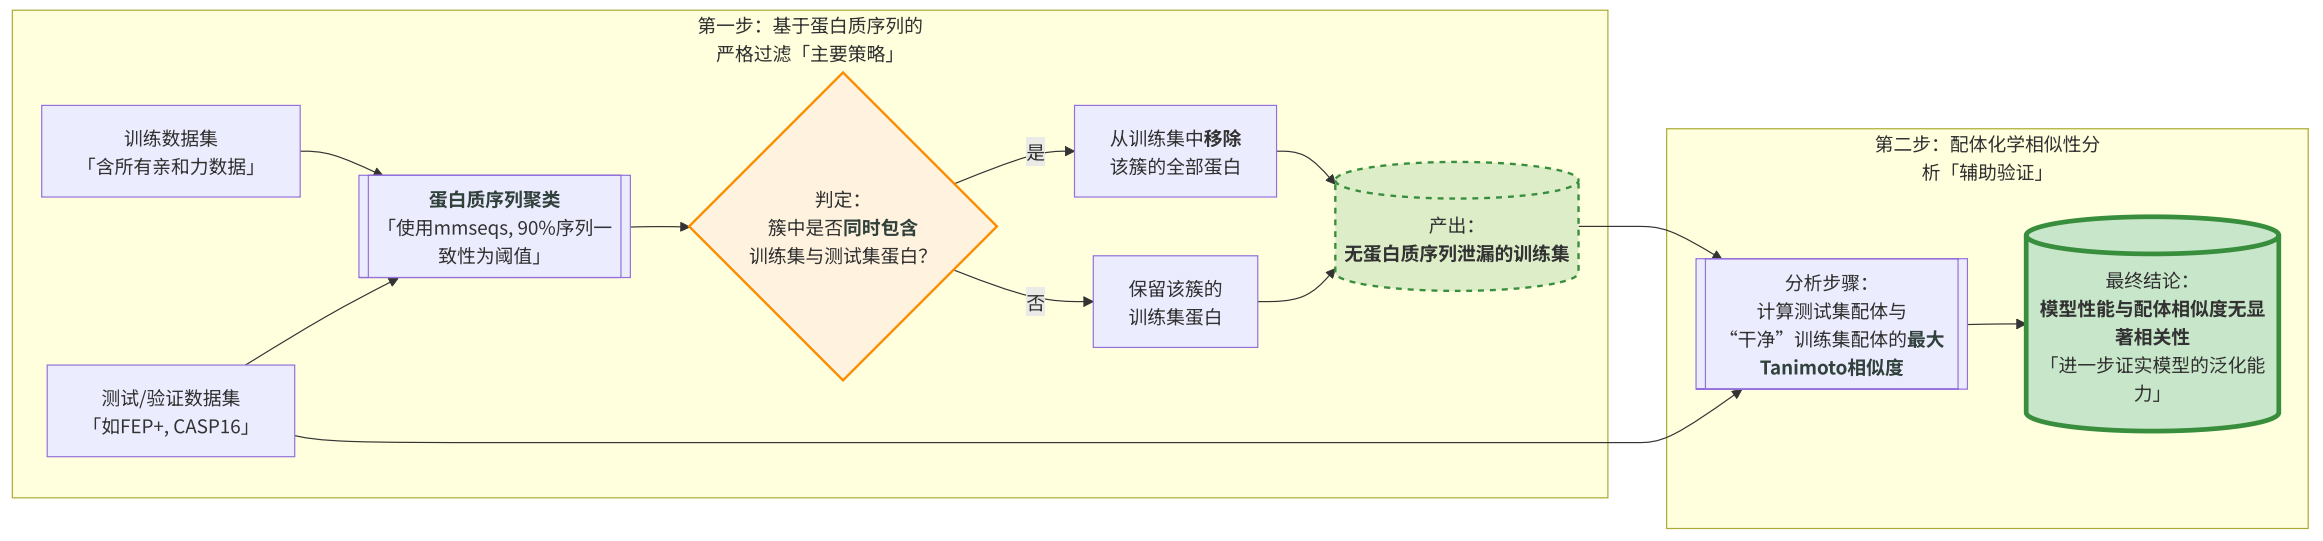 第一步：基于蛋白质序列的
严格过滤「主要策略」
训练数据集
「含所有亲和力数据」
测试/验证数据集
「如FEP+, CASP16」
蛋白质序列聚类
「使用mmseqs, 90%序列一
致性为阈值」
判定：
簇中是否同时包含
训练集与测试集蛋白？
是
否
从训练集中移除
该簇的全部蛋白
保留该簇的
训练集蛋白
产出：
无蛋白质序列泄漏的训练集
第二步：配体化学相似性分
析「辅助验证」
分析步骤：
计算测试集配体与
“干净”训练集配体的最大
Tanimoto相似度
最终结论：
模型性能与配体相似度无显
著相关性
「进一步证实模型的泛化能
力」